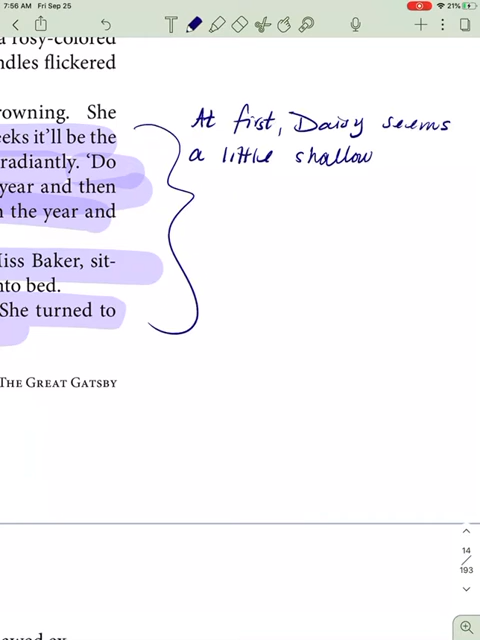 7:56 AM Fri Sep 25
21%
a rosy-colored
ndles flickered
rowning. She
eeks it'll be the
radiantly. 'Do
year and then
n the year and
Miss Baker, sit-
nto bed.
She turned to
THE GREAT GATSBY
At first, Daisy seems
a little shallow
14
193